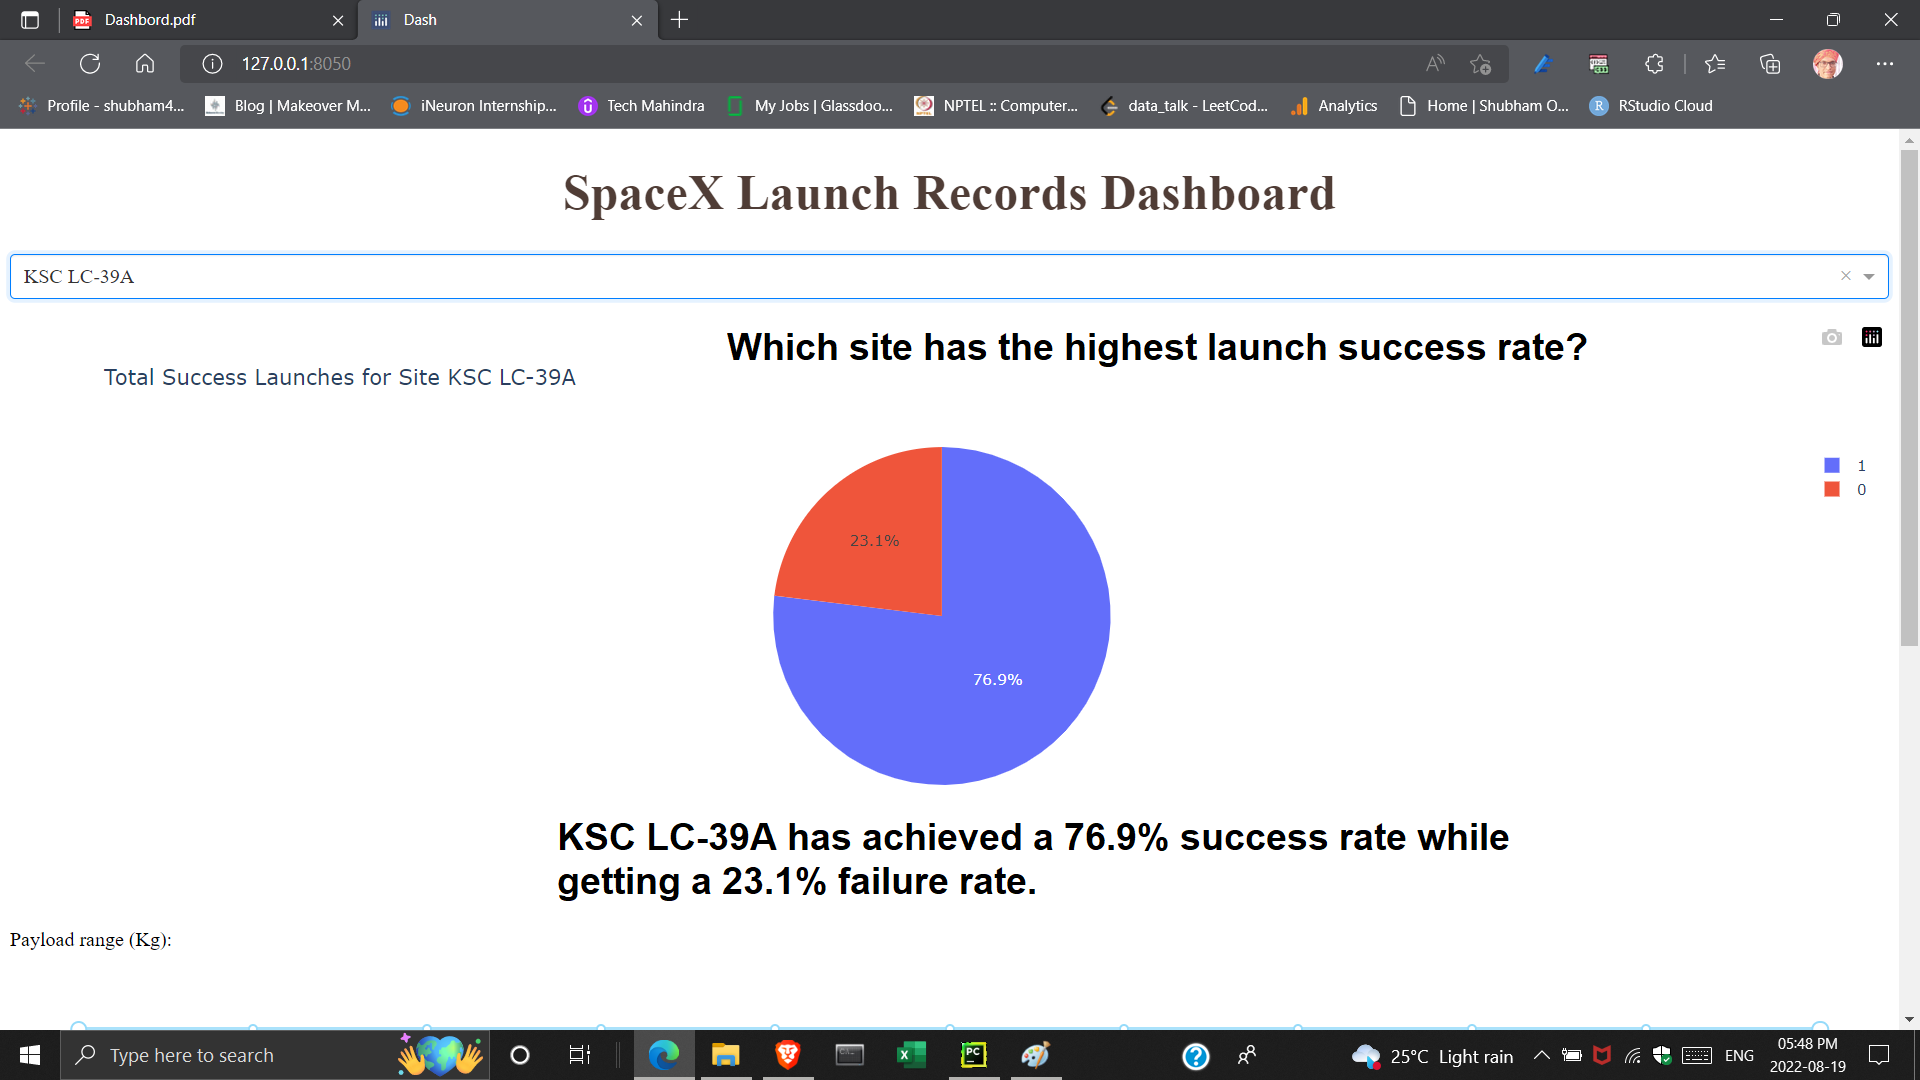 Dashbord.pdf
Dash
127.0.0.1:8050
Profile - shubham4...
Blog | Makeover M...
iNeuron Internship...
Tech Mahindra
My Jobs | Glassdoo...
NPTEL :: Computer...
data_talk - LeetCod...
Analytics
Home | Shubham O...
RStudio Cloud
SpaceX Launch Records Dashboard
KSC LC-39A
Which site has the highest launch success rate?
Total Success Launches for Site KSC LC-39A
1
0
23.1%
76.9%
KSC LC-39A has achieved a 76.9% success rate while
getting a 23.1% failure rate.
Payload range (Kg):
Type here to search
25°C Light rain
ENG
05:48 PM
2022-08-19